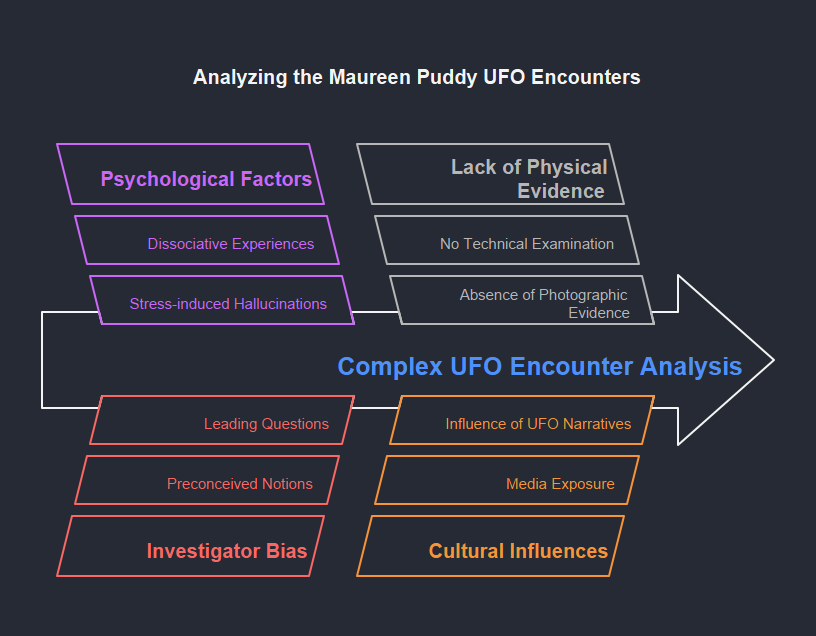 Analyzing the Maureen Puddy UFO Encounters
Psychological Factors
Lack of Physical
Evidence
Dissociative Experiences
No Technical Examination
Stress-induced Hallucinations
Absence of Photographic
Evidence
Complex UFO Encounter Analysis
Leading Questions
Influence of UFO Narratives
Preconceived Notions
Media Exposure
Investigator Bias
Cultural Influences